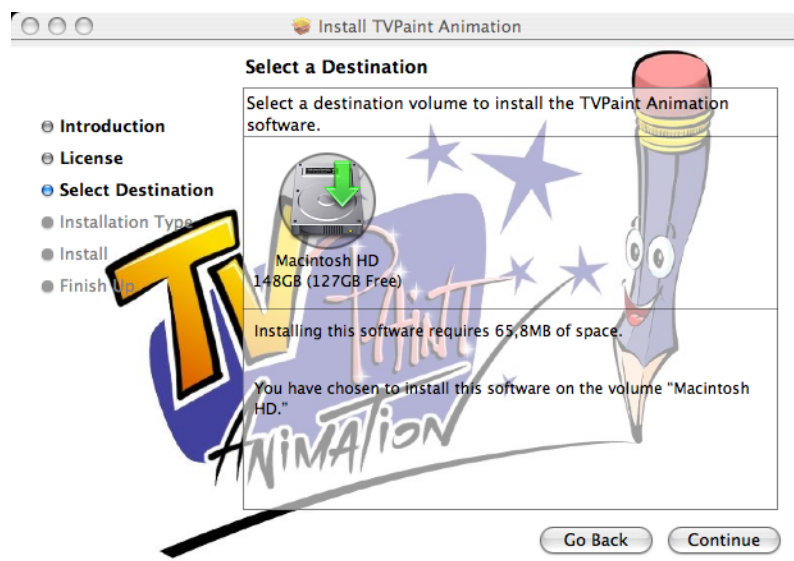 Install TVPaint Animation
Select a Destination
Introduction
License
Select Destination
Installation Type
Install
Finish Up
Select a destination volume to install the TVPaint Animation
software.
Macintosh HD
148GB (127GB Free)
Installing this software requires 65,8MB of space.
You have chosen to install this software on the volume “Macintosh
HD.”
TVPaint
Animation
Go Back
Continue